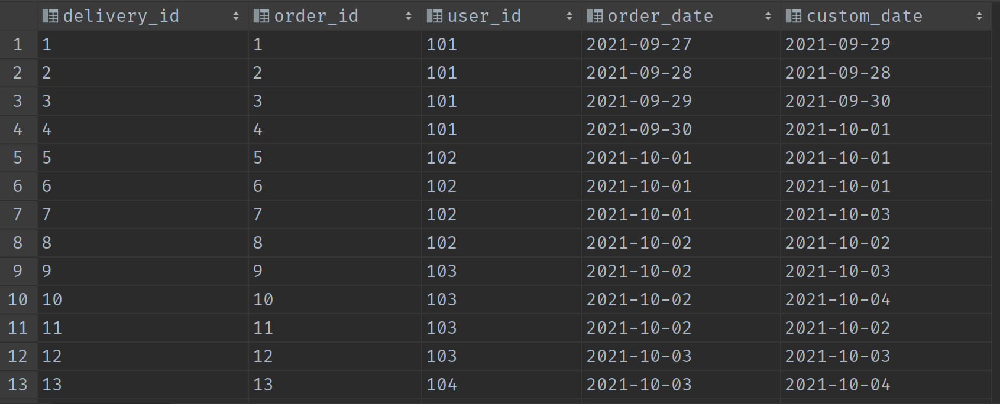 delivery_id order_id user_id order_date custom_date
1 1 1 101 2021-09-27 2021-09-29
2 2 2 101 2021-09-28 2021-09-28
3 3 3 101 2021-09-29 2021-09-30
4 4 4 101 2021-09-30 2021-10-01
5 5 5 102 2021-10-01 2021-10-01
6 6 6 102 2021-10-01 2021-10-01
7 7 7 102 2021-10-01 2021-10-03
8 8 8 102 2021-10-02 2021-10-02
9 9 9 103 2021-10-02 2021-10-03
10 10 10 103 2021-10-02 2021-10-04
11 11 11 103 2021-10-02 2021-10-02
12 12 12 103 2021-10-03 2021-10-03
13 13 13 104 2021-10-03 2021-10-04